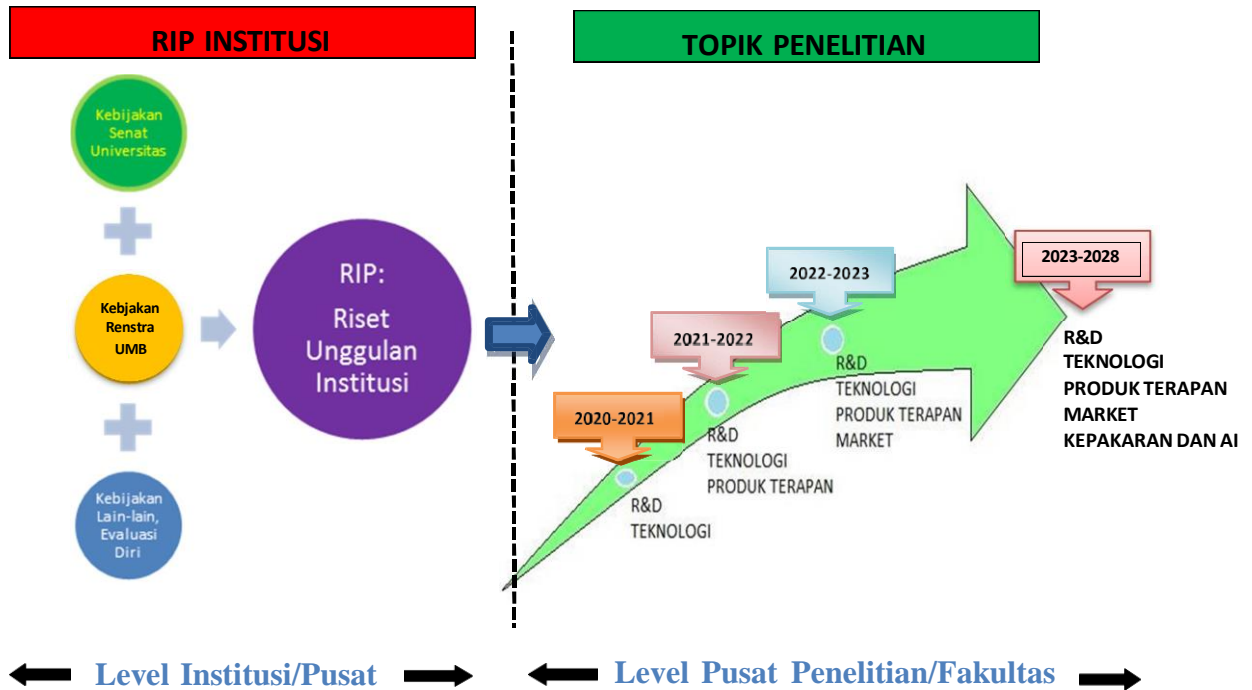 RIP INSTITUSI
Kebijakan
Senat
Universitas
Kebjakan
Renstra
UMB
Kebijakan
Lain-lain,
Evaluasi
Diri
RIP:
Riset
Unggulan
Institusi
Level Institusi/Pusat
TOPIK PENELITIAN
2020-2021
R&D
TEKNOLOGI
2021-2022
R&D
TEKNOLOGI
PRODUK TERAPAN
2022-2023
R&D
TEKNOLOGI
PRODUK TERAPAN
MARKET
2023-2028
R&D
TEKNOLOGI
PRODUK TERAPAN
MARKET
KEPAKARAN DAN AI
Level Pusat Penelitian/Fakultas